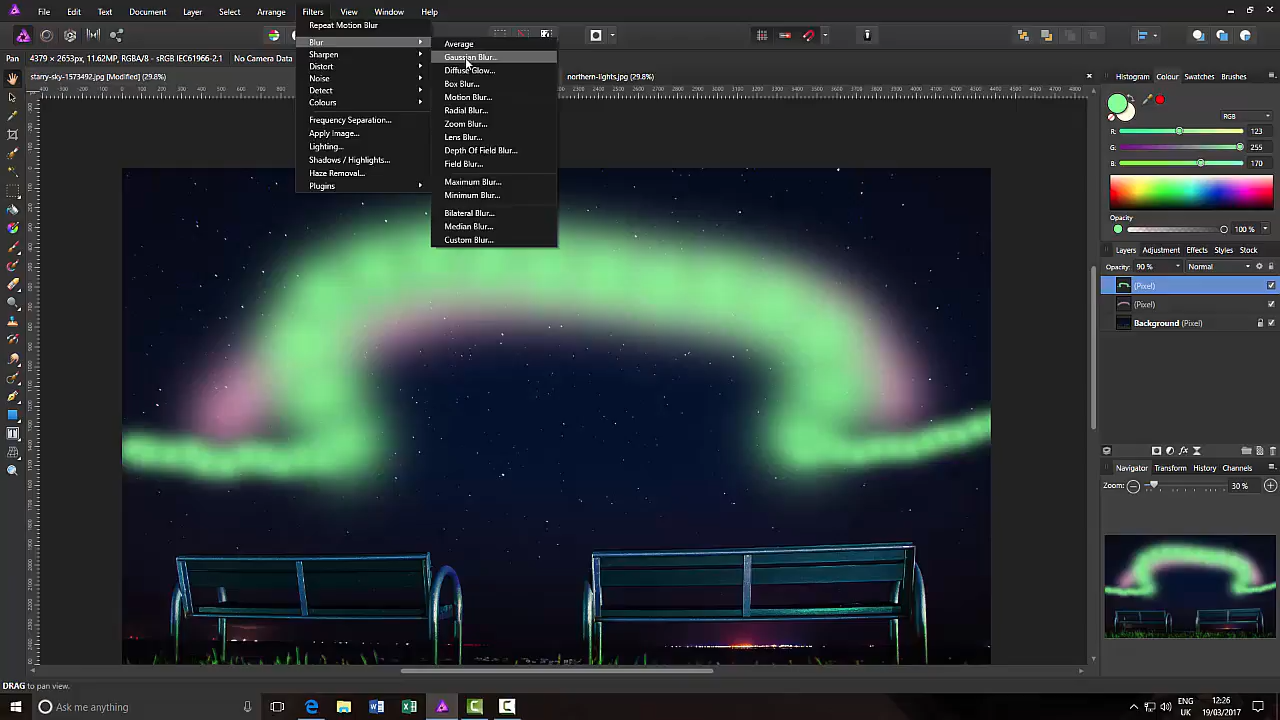 File Edit Text Document Layer Select Arrange Filters View Window Help
Repeat Motion Blur
Blur
Sharpen
Distort
Noise
Detect
Colours
Frequency Separation...
Apply Image...
Lighting...
Shadows / Highlights...
Haze Removal...
Plugins
Average
Gaussian Blur...
Diffuse Glow...
Box Blur...
Motion Blur...
Radial Blur...
Zoom Blur...
Lens Blur...
Depth Of Field Blur...
Field Blur...
Maximum Blur...
Minimum Blur...
Bilateral Blur...
Median Blur...
Custom Blur...
Pan 4379 × 2653px, 11.62MP, RGBA/8 - sRGB IEC61966-2.1 No Camera Data
starry-sky-1573492.jpg [Modified] (29.8%)
northern-lights.jpg (76.8%)
Histogram Colour Swatches Brushes
RGB
R: 123
G: 255
B: 170
Opacity
100 %
Layers Adjustment Effects Styles Stock
Opacity: 90 % Normal
(Pixel)
(Pixel)
Background (Pixel)
Navigator Transform History Channels
Zoom: 30 %
DRAG to pan view.
Ask me anything
ENG
UK
12:26
19/03/2017